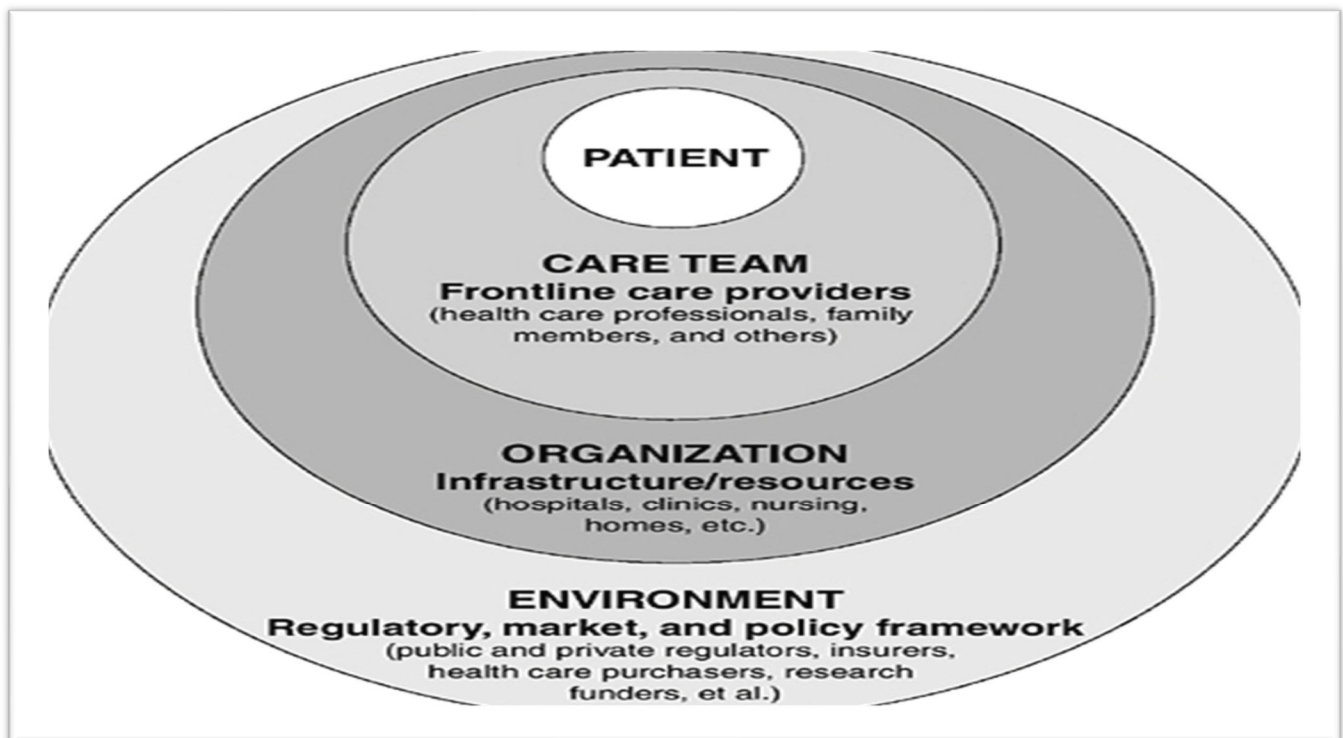 PATIENT
CARE TEAM
Frontline care providers
(health care professionals, family
members, and others)
ORGANIZATION
Infrastructure/resources
(hospitals, clinics, nursing,
homes, etc.)
ENVIRONMENT
Regulatory, market, and policy framework
(public and private regulators, insurers,
health care purchasers, research
funders, et al.)